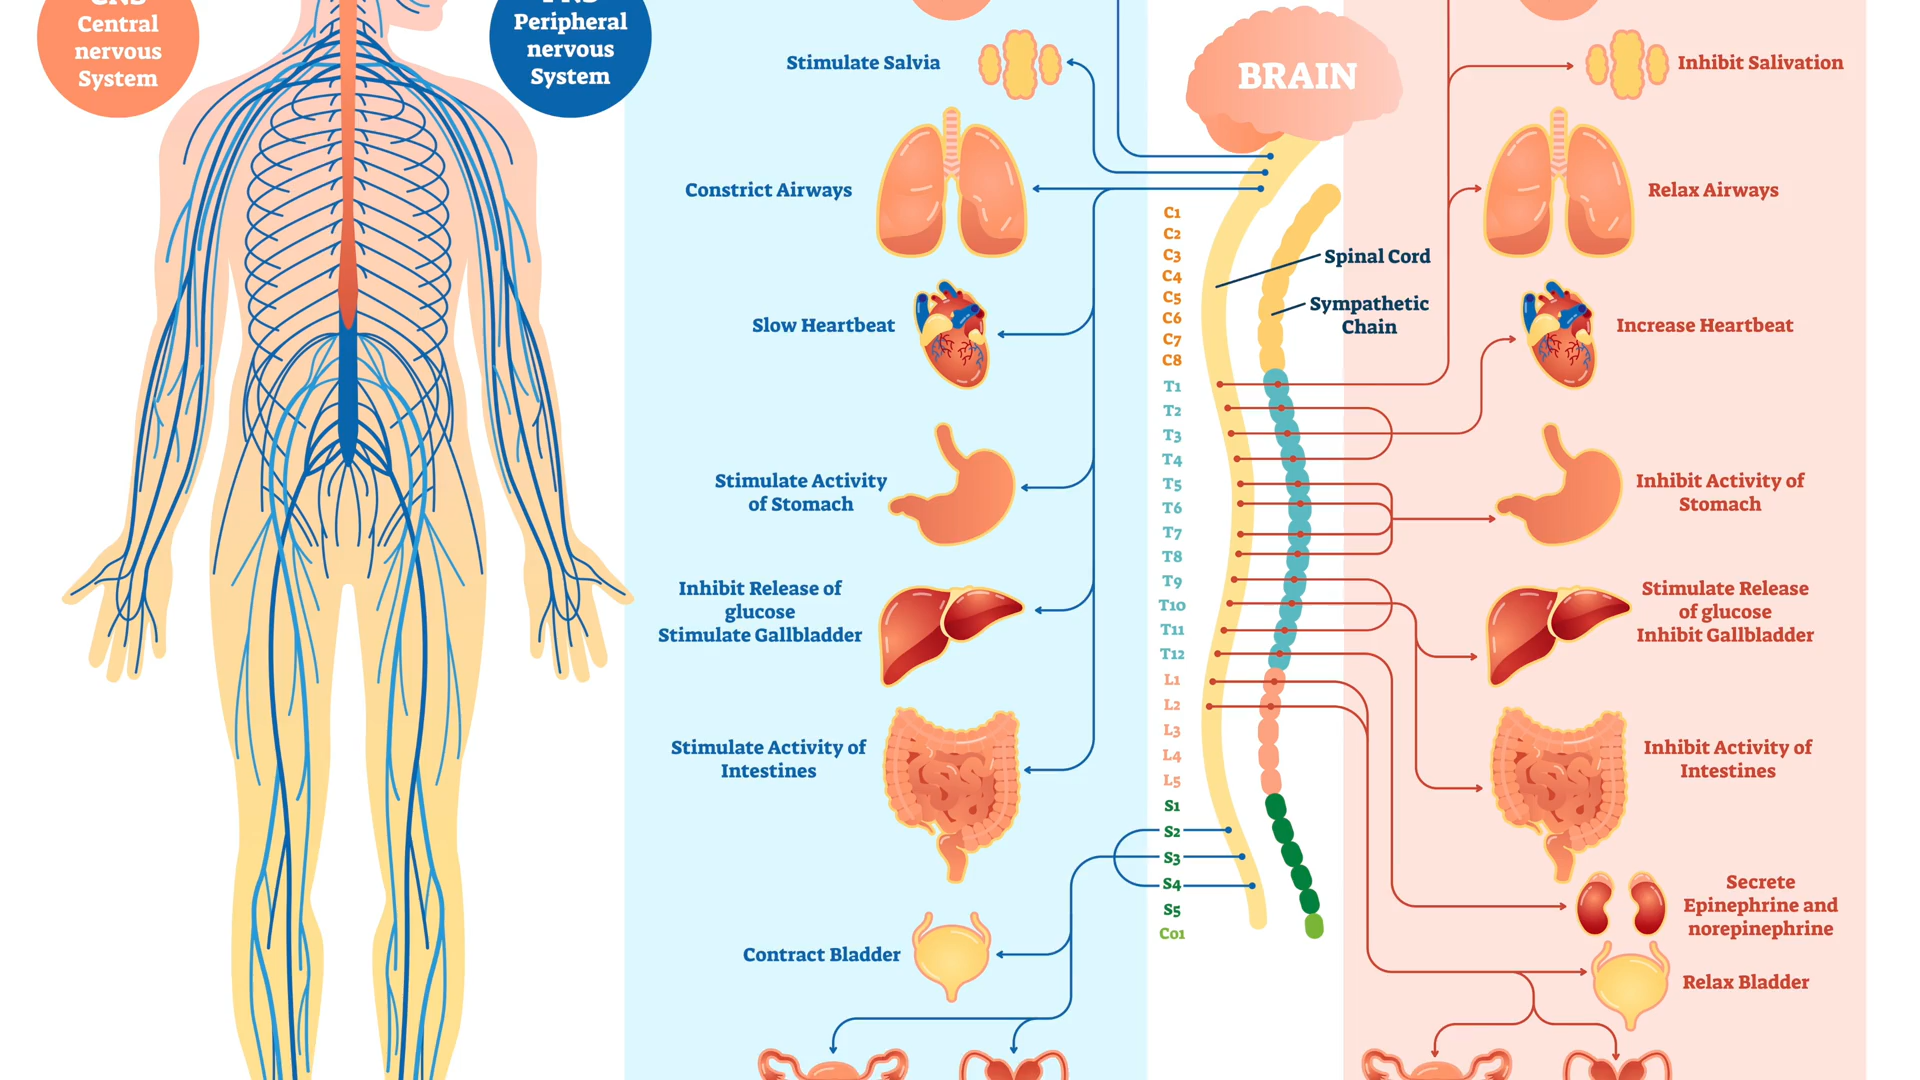 CNS
Central
nervous
System
PNS
Peripheral
nervous
System
Stimulate Salvia
Constrict Airways
Slow Heartbeat
Stimulate Activity
of Stomach
Inhibit Release of
glucose
Stimulate Gallbladder
Stimulate Activity of
Intestines
Contract Bladder
BRAIN
C1
C2
C3
C4
C5
C6
C7
C8
T1
T2
T3
T4
T5
T6
T7
T8
T9
T10
T11
T12
L1
L2
L3
L4
L5
S1
S2
S3
S4
S5
Co1
Spinal Cord
Sympathetic
Chain
Inhibit Salivation
Relax Airways
Increase Heartbeat
Inhibit Activity of
Stomach
Stimulate Release
of glucose
Inhibit Gallbladder
Inhibit Activity of
Intestines
Secrete
Epinephrine and
norepinephrine
Relax Bladder